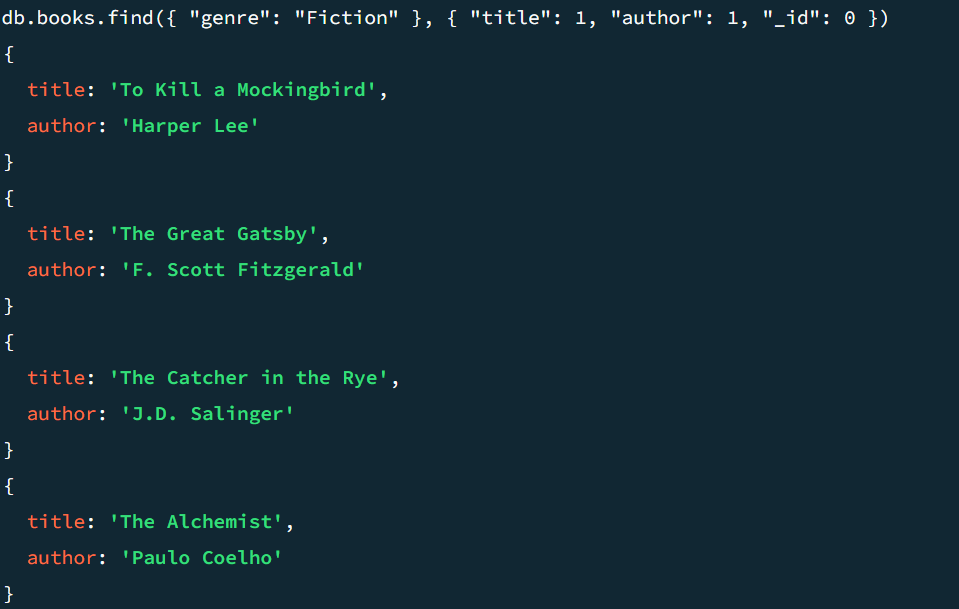 db.books.find({ "genre": "Fiction" }, { "title": 1, "author": 1, "_id": 0 })
{
  title: 'To Kill a Mockingbird',
  author: 'Harper Lee'
}
{
  title: 'The Great Gatsby',
  author: 'F. Scott Fitzgerald'
}
{
  title: 'The Catcher in the Rye',
  author: 'J.D. Salinger'
}
{
  title: 'The Alchemist',
  author: 'Paulo Coelho'
}